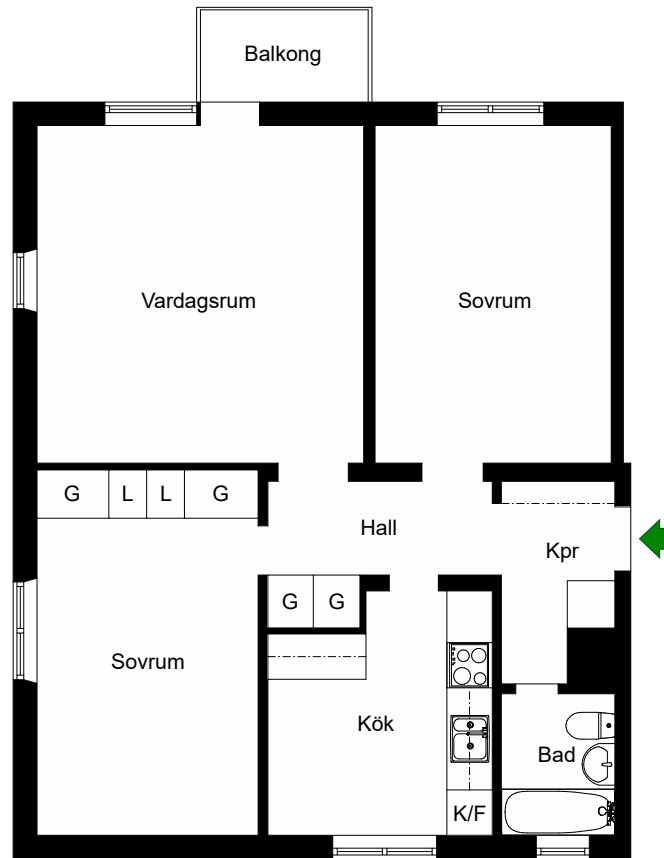 Balkong
Vardagsrum
Sovrum
G L L G
Hall
Kpr
G G
Sovrum
Kök
Bad
K/F